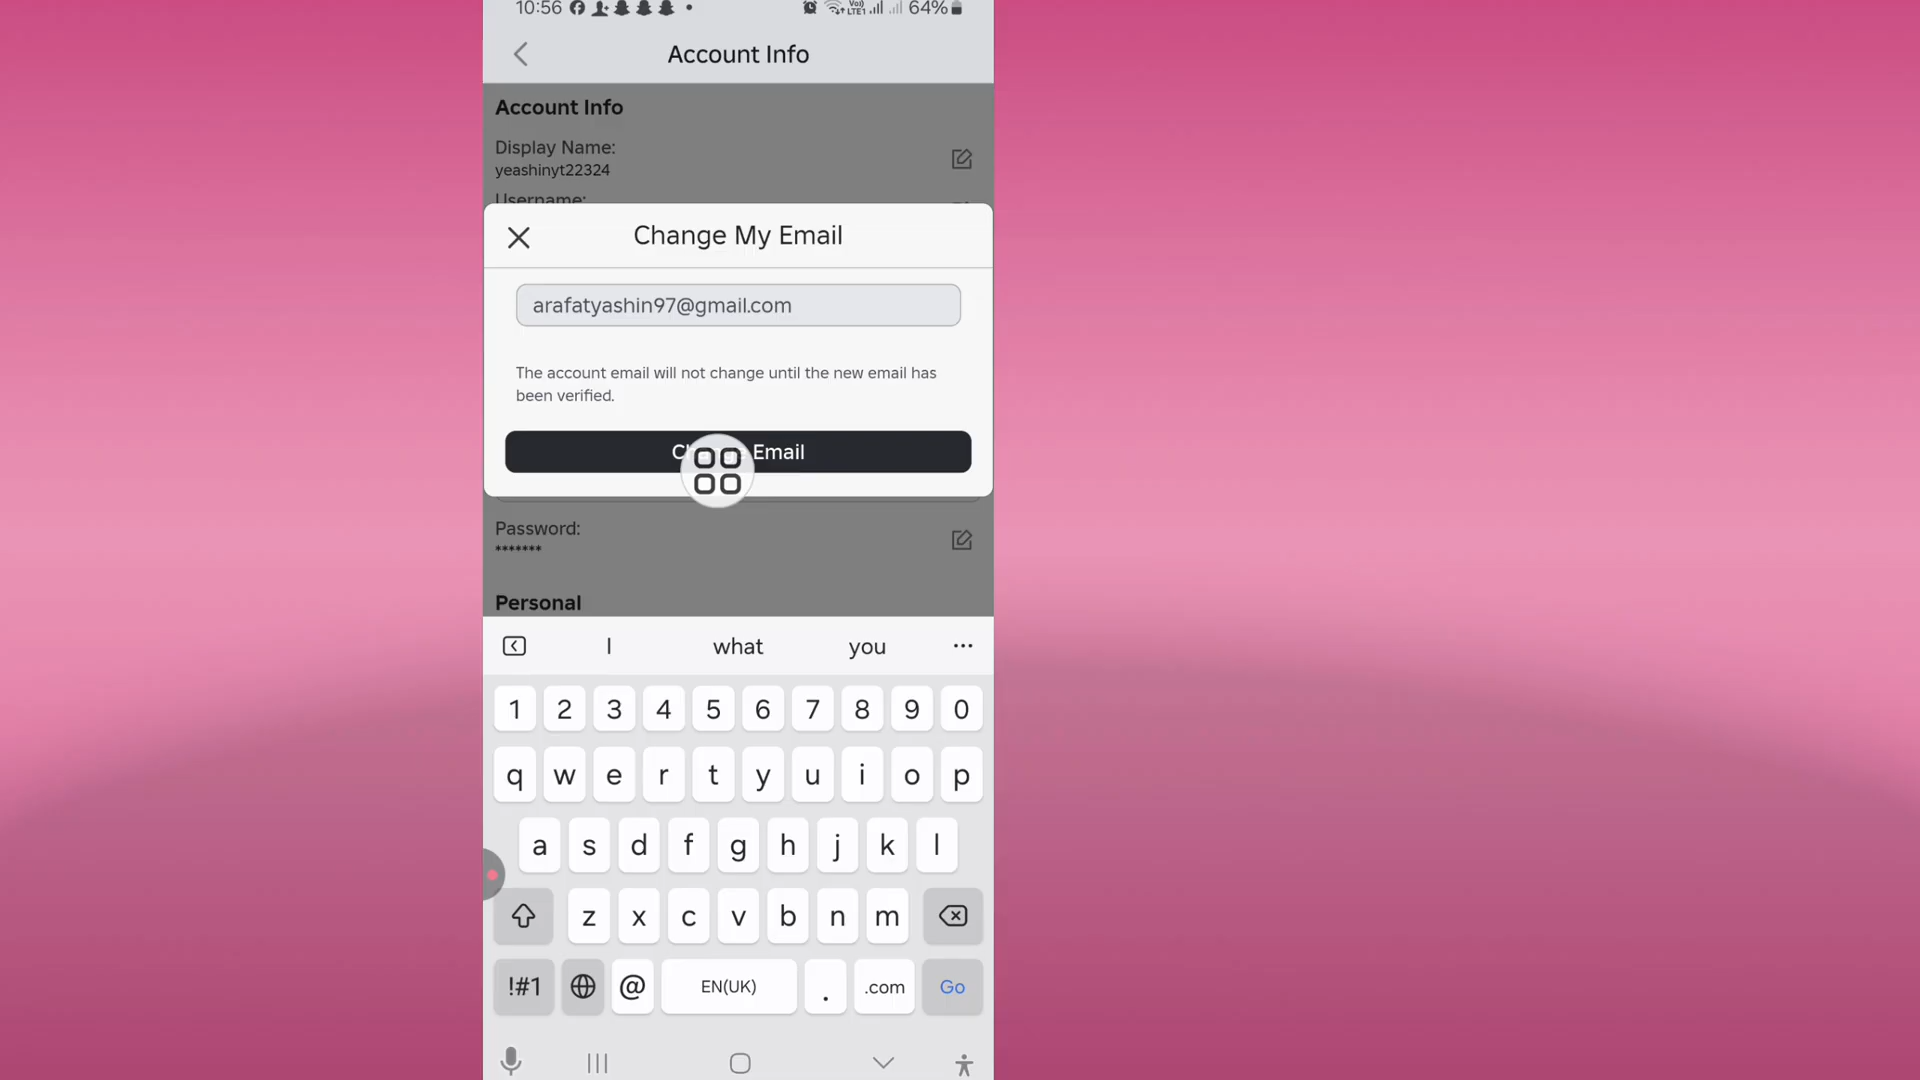 10:56 64%
Account Info
Account Info
Display Name:
yeashinyt22324
Username:
Change My Email
arafatyashin97@gmail.com
The account email will not change until the new email has
been verified.
Email
Password:
*******
Personal
I what you
1 2 3 4 5 6 7 8 9 0
q w e r t y u i o p
a s d f g h j k l
z x c v b n m
!#1 @ EN(UK) . .com Go